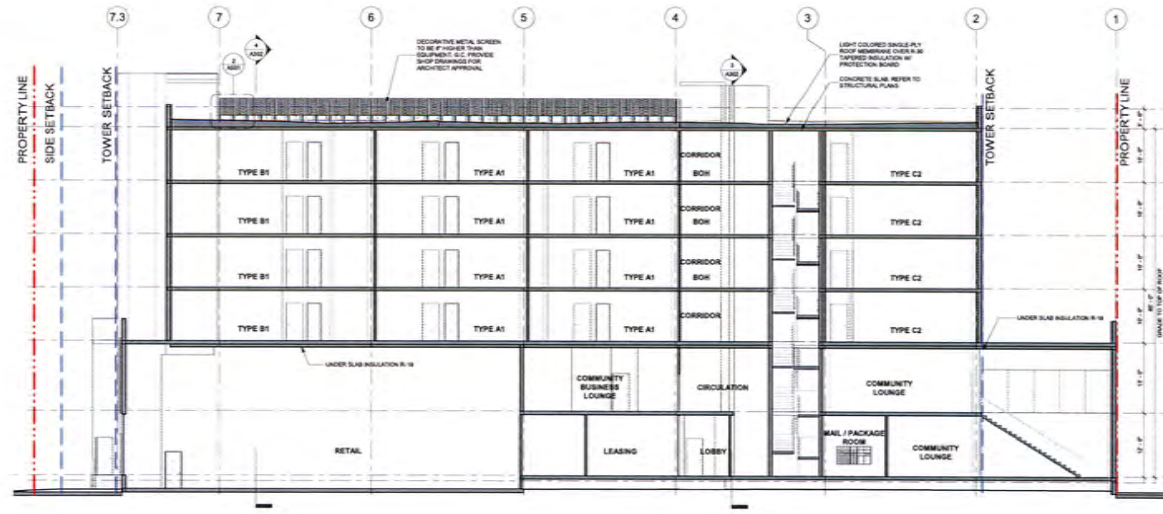 7.3
7
6
5
4
3
2
1
DECORATIVE METAL SCREEN
TO BE 6" HIGHER THAN
EQUIPMENT. G.C. PROVIDE
SHOP DRAWINGS FOR
ARCHITECT APPROVAL
LIGHT COLORED SINGLE-PLY
ROOF MEMBRANE OVER R-30
TAPERED INSULATION W/
PROTECTION BOARD
CONCRETE SLAB. REFER TO
STRUCTURAL PLANS
4
A302
2
3
A302
PROPERTY LINE
SIDE SETBACK
TOWER SETBACK
TOWER SETBACK
PROPERTY LINE
TYPE B1
TYPE A1
TYPE A1
CORRIDOR
BOH
TYPE C2
TYPE B1
TYPE A1
TYPE A1
CORRIDOR
BOH
TYPE C2
TYPE B1
TYPE A1
TYPE A1
CORRIDOR
BOH
TYPE C2
TYPE B1
TYPE A1
TYPE A1
CORRIDOR
TYPE C2
UNDER SLAB INSULATION R-19
UNDER SLAB INSULATION R-19
COMMUNITY
BUSINESS
LOUNGE
CIRCULATION
COMMUNITY
LOUNGE
RETAIL
LEASING
LOBBY
MAIL / PACKAGE
ROOM
COMMUNITY
LOUNGE
GRADE TO TOP OF ROOF